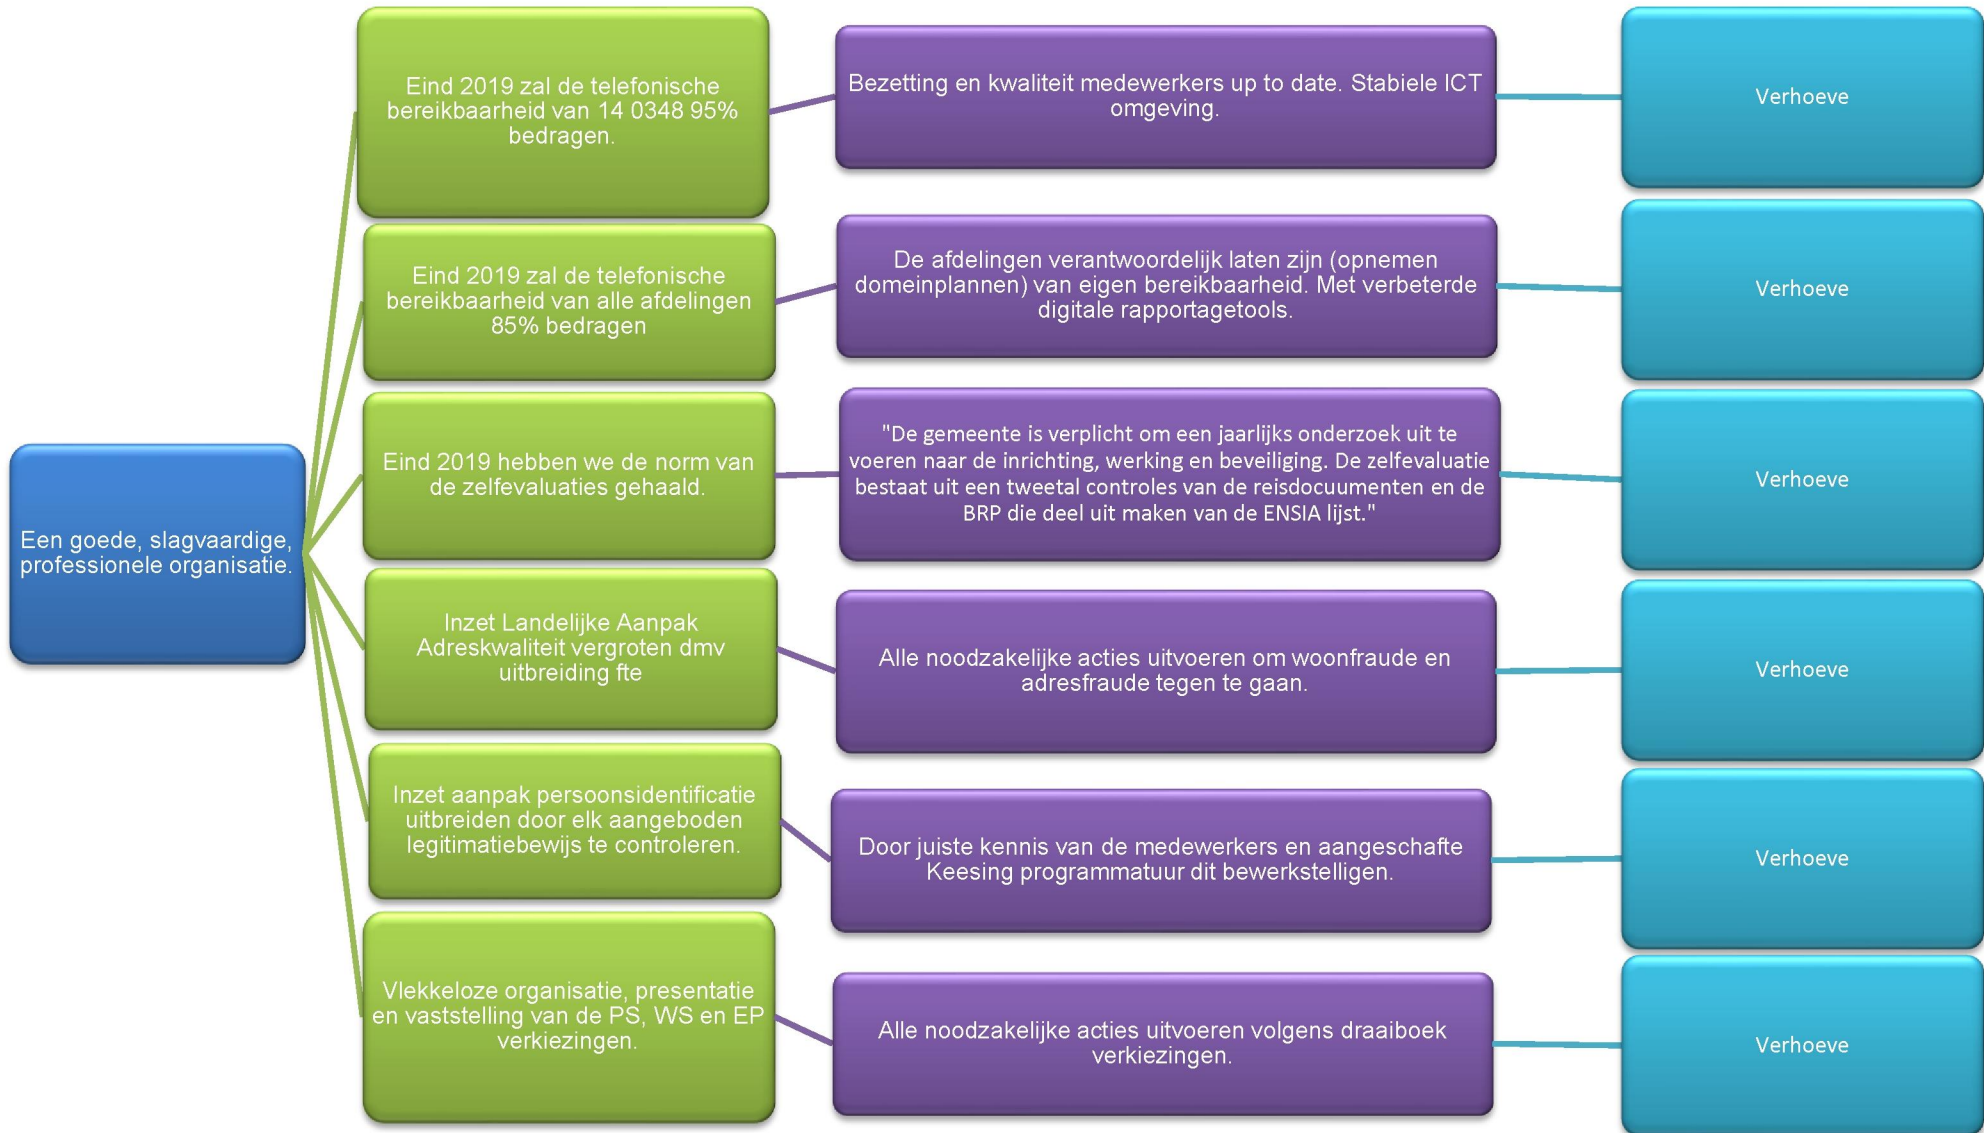 Een goede, slagvaardige,
professionele organisatie.
Eind 2019 zal de telefonische
bereikbaarheid van 14 0348 95%
bedragen.
Bezetting en kwaliteit medewerkers up to date. Stabiele ICT
omgeving.
Verhoeve
Eind 2019 zal de telefonische
bereikbaarheid van alle afdelingen
85% bedragen
De afdelingen verantwoordelijk laten zijn (opnemen
domeinplannen) van eigen bereikbaarheid. Met verbeterde
digitale rapportagetools.
Verhoeve
Eind 2019 hebben we de norm van
de zelfevaluaties gehaald.
"De gemeente is verplicht om een jaarlijks onderzoek uit te
voeren naar de inrichting, werking en beveiliging. De zelfevaluatie
bestaat uit een tweetal controles van de reisdocuumenten en de
BRP die deel uit maken van de ENSIA lijst."
Verhoeve
Inzet Landelijke Aanpak
Adreskwaliteit vergroten dmv
uitbreiding fte
Alle noodzakelijke acties uitvoeren om woonfraude en
adresfraude tegen te gaan.
Verhoeve
Inzet aanpak persoonsidentificatie
uitbreiden door elk aangeboden
legitimatiebewijs te controleren.
Door juiste kennis van de medewerkers en aangeschafte
Keesing programmatuur dit bewerkstelligen.
Verhoeve
Vlekkeloze organisatie, presentatie
en vaststelling van de PS, WS en EP
verkiezingen.
Alle noodzakelijke acties uitvoeren volgens draaiboek
verkiezingen.
Verhoeve